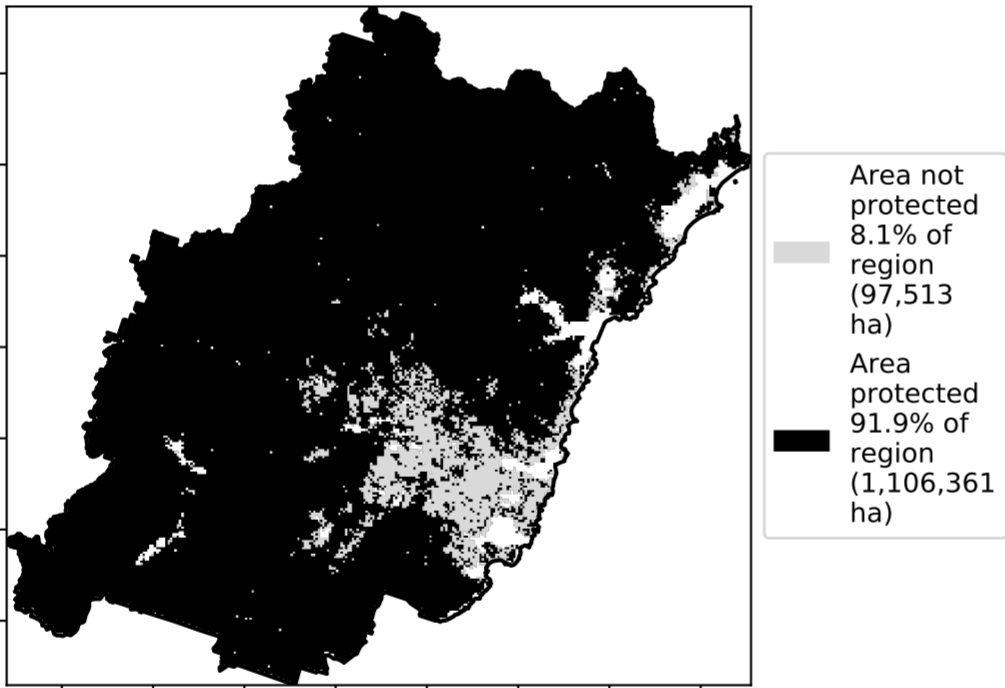 Area not
protected
8.1% of
region
(97,513
ha)
Area
protected
91.9% of
region
(1,106,361
ha)